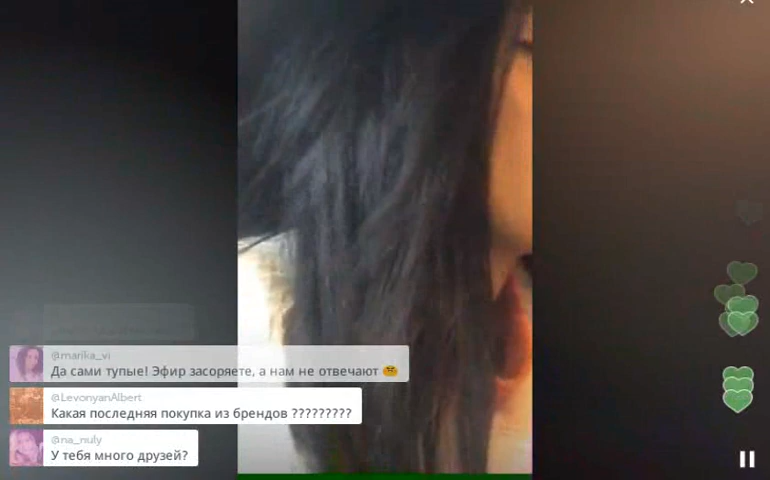 @marika_vi
Да сами тупые! Эфир засоряете, а нам не отвечают
@LevonyanAlbert
Какая последняя покупка из брендов ?????????
@na_nuly
У тебя много друзей?